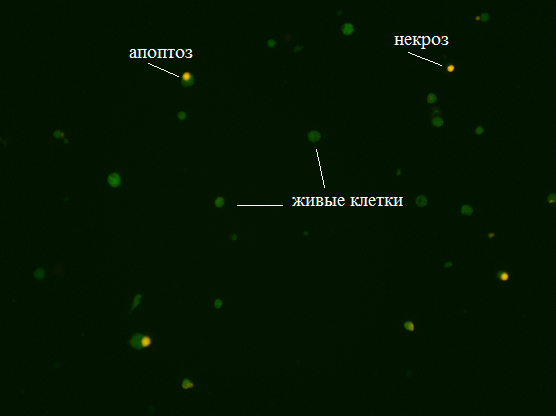 некроз
апоптоз
живые клетки